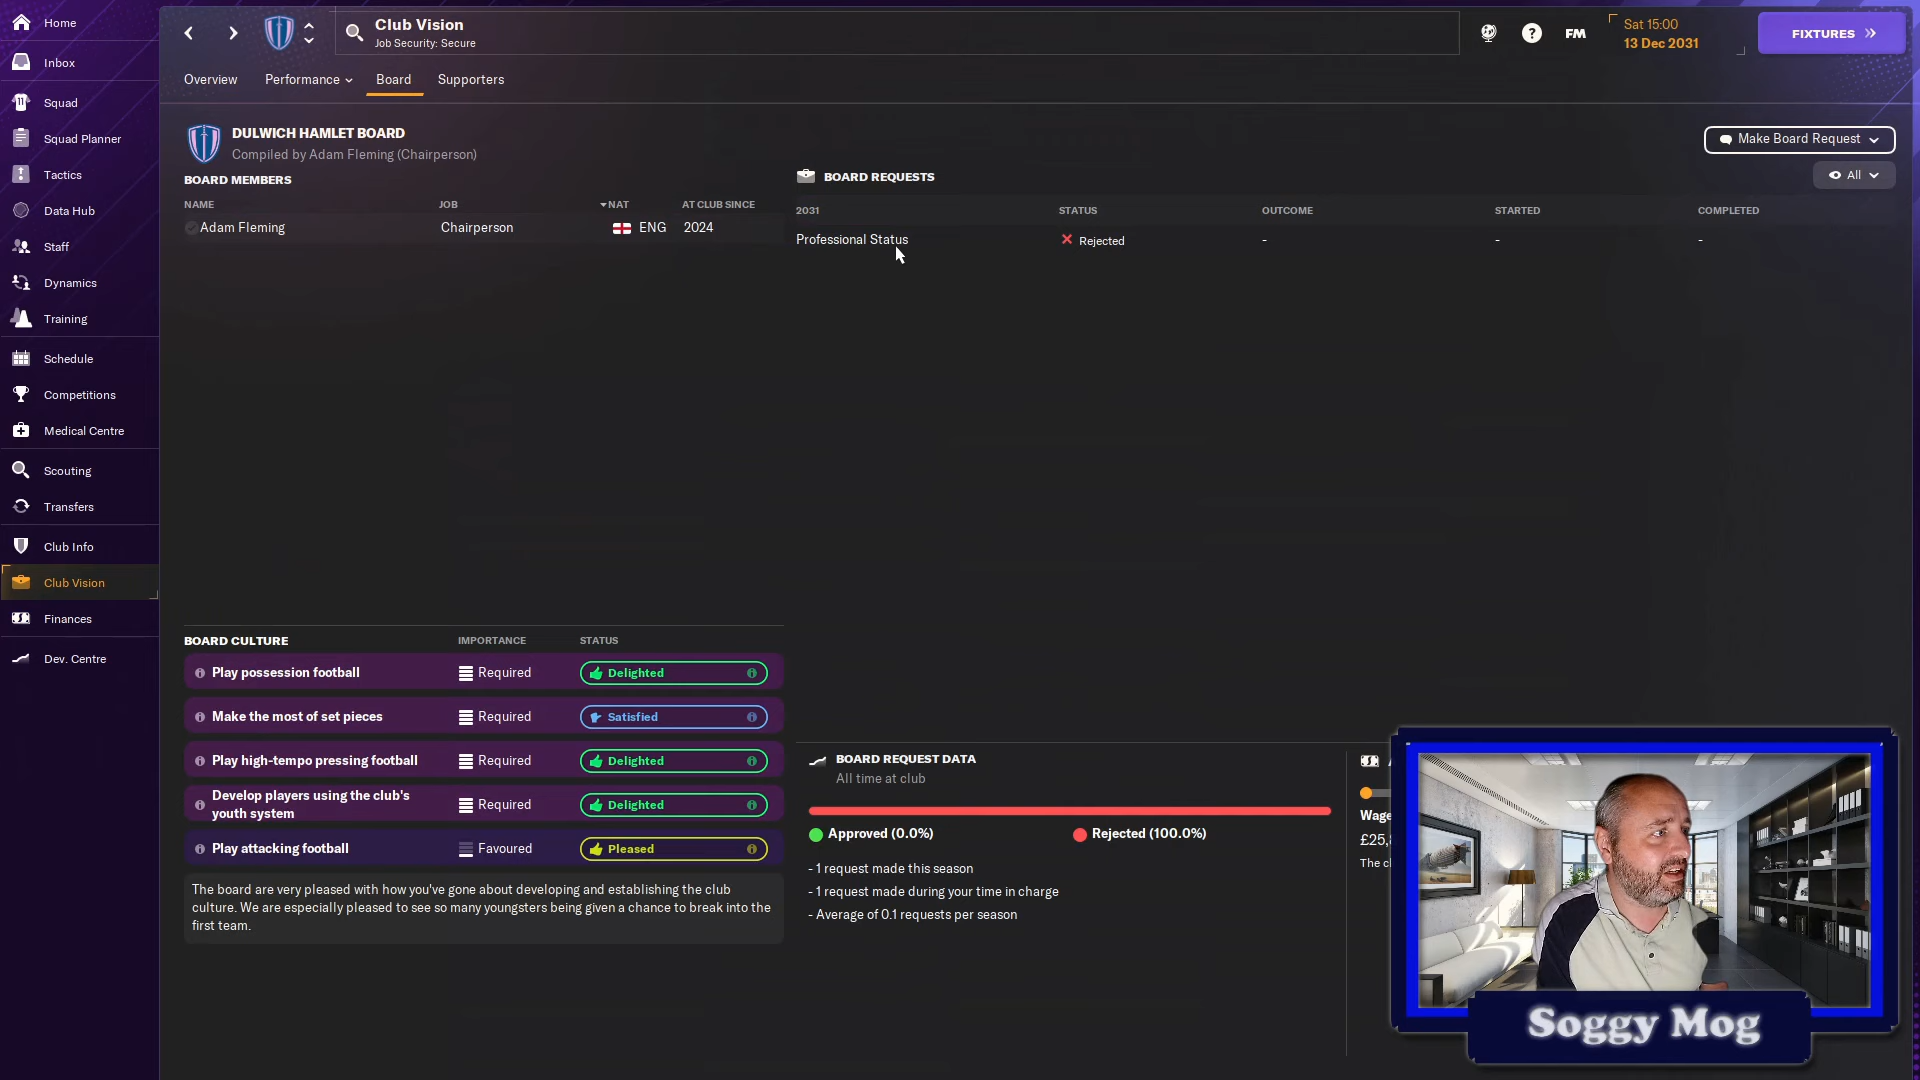 Home
Inbox
Squad
Squad Planner
Tactics
Data Hub
Staff
Dynamics
Training
Schedule
Competitions
Medical Centre
Scouting
Transfers
Club Info
Club Vision
Finances
Dev. Centre
Club Vision
Job Security: Secure
FM
Sat 15:00
13 Dec 2031
FIXTURES
Overview
Performance
Board
Supporters
DULWICH HAMLET BOARD
Compiled by Adam Fleming (Chairperson)
Make Board Request
BOARD MEMBERS
NAME JOB NAT AT CLUB SINCE
Adam Fleming Chairperson ENG 2024
BOARD REQUESTS
All
2031 STATUS OUTCOME STARTED COMPLETED
Professional Status Rejected - - -
BOARD CULTURE IMPORTANCE STATUS
Play possession football Required Delighted
Make the most of set pieces Required Satisfied
Play high-tempo pressing football Required Delighted
Develop players using the club's
youth system Required Delighted
Play attacking football Favoured Pleased
The board are very pleased with how you've gone about developing and establishing the club
culture. We are especially pleased to see so many youngsters being given a chance to break into the
first team.
BOARD REQUEST DATA
All time at club
Approved (0.0%) Rejected (100.0%)
- 1 request made this season
- 1 request made during your time in charge
- Average of 0.1 requests per season
Wage
£25,
The cl
Soggy Mog